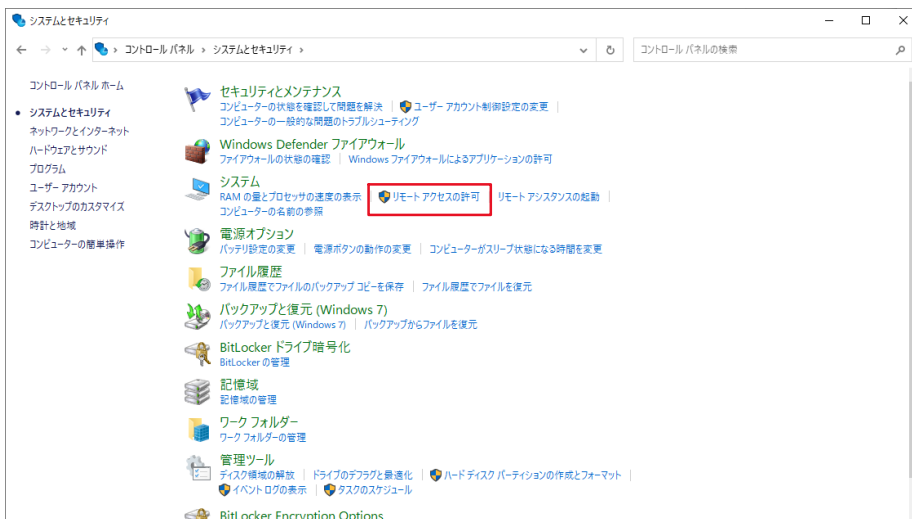 システムとセキュリティ
コントロール パネル › システムとセキュリティ ›
コントロール パネルの検索
コントロール パネル ホーム
システムとセキュリティ
ネットワークとインターネット
ハードウェアとサウンド
プログラム
ユーザー アカウント
デスクトップのカスタマイズ
時計と地域
コンピューターの簡単操作
セキュリティとメンテナンス
コンピューターの状態を確認して問題を解決 | ユーザー アカウント制御設定の変更 |
コンピューターの一般的な問題のトラブルシューティング
Windows Defender ファイアウォール
ファイアウォールの状態の確認 | Windows ファイアウォールによるアプリケーションの許可
システム
RAM の量とプロセッサの速度の表示 | リモート アクセスの許可 | リモート アシスタンスの起動 |
コンピューターの名前の参照
電源オプション
バッテリ設定の変更 | 電源ボタンの動作の変更 | コンピューターがスリープ状態になる時間を変更
ファイル履歴
ファイル履歴でファイルのバックアップ コピーを保存 | ファイル履歴でファイルを復元
バックアップと復元 (Windows 7)
バックアップと復元 (Windows 7) | バックアップからファイルを復元
BitLocker ドライブ暗号化
BitLocker の管理
記憶域
記憶域の管理
ワーク フォルダー
ワーク フォルダーの管理
管理ツール
ディスク領域の解放 | ドライブのデフラグと最適化 | ハード ディスク パーティションの作成とフォーマット |
イベント ログの表示 | タスクのスケジュール
BitLocker Encryption Options